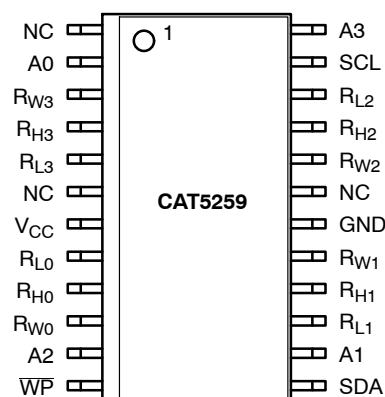 NC 1 A3
A0 SCL
RW3 RL2
RH3 RH2
RL3 RW2
NC NC
CAT5259
VCC GND
RL0 RW1
RH0 RH1
RW0 RL1
A2 A1
W̅P̅ SDA